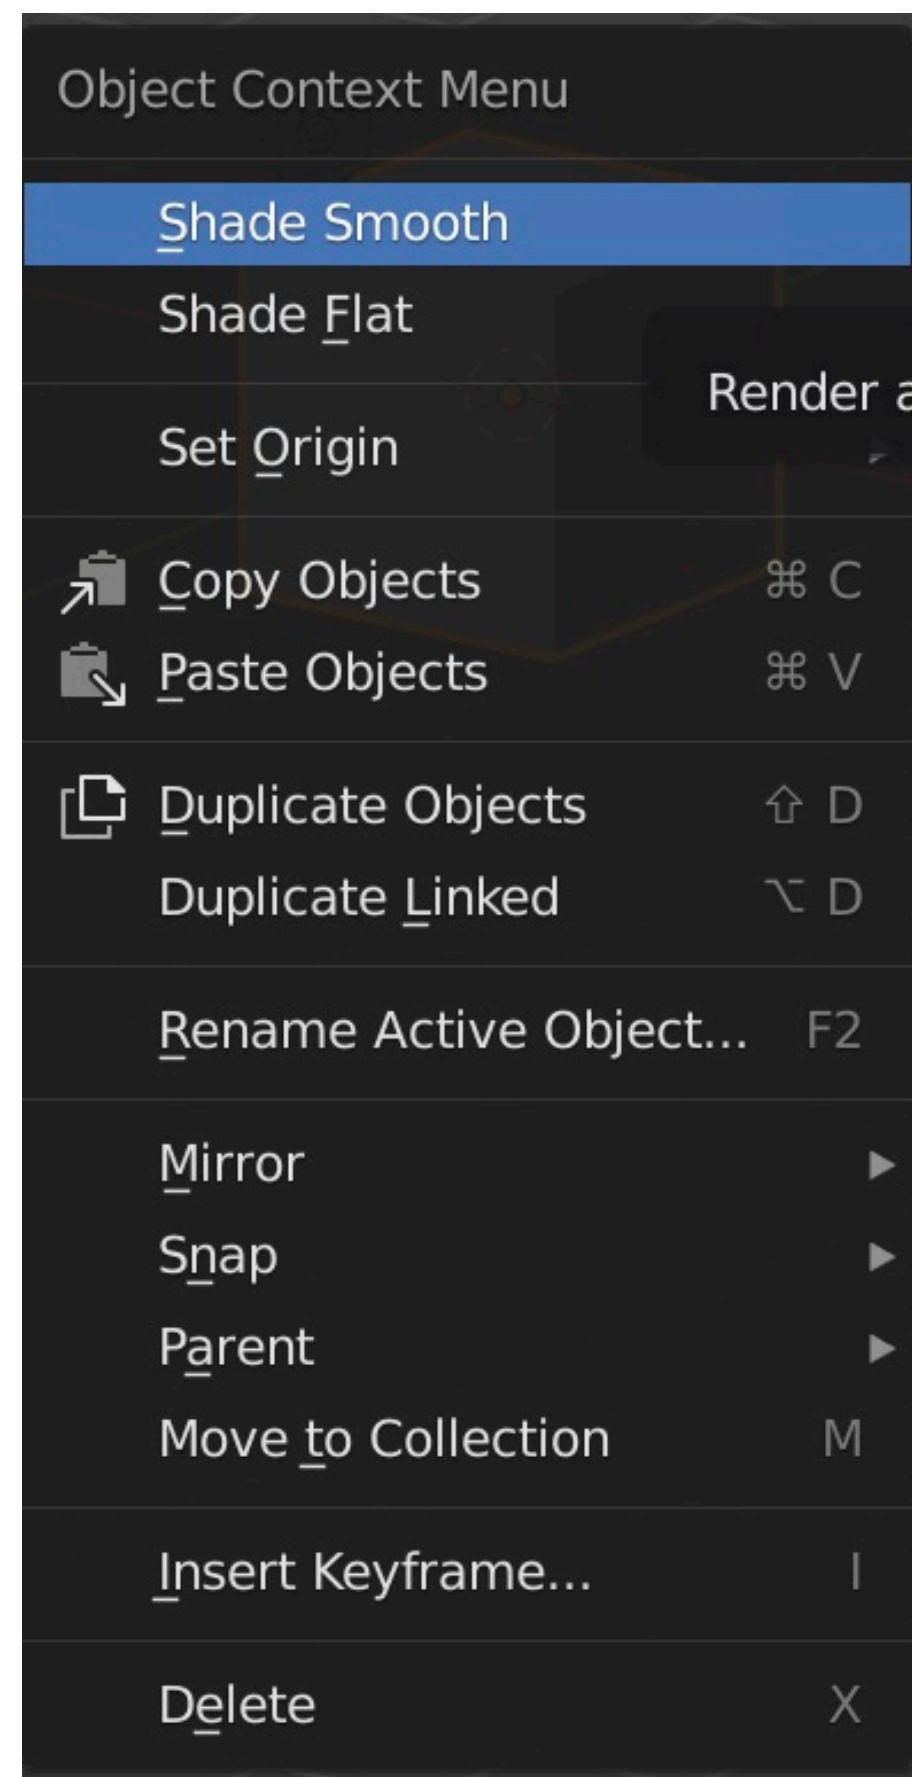 Object Context Menu
Shade Smooth
Shade Flat
Render
Set Origin
Copy Objects ⌘ C
Paste Objects ⌘ V
Duplicate Objects ⇧ D
Duplicate Linked ⌥ D
Rename Active Object... F2
Mirror
Snap
Parent
Move to Collection M
Insert Keyframe... I
Delete X